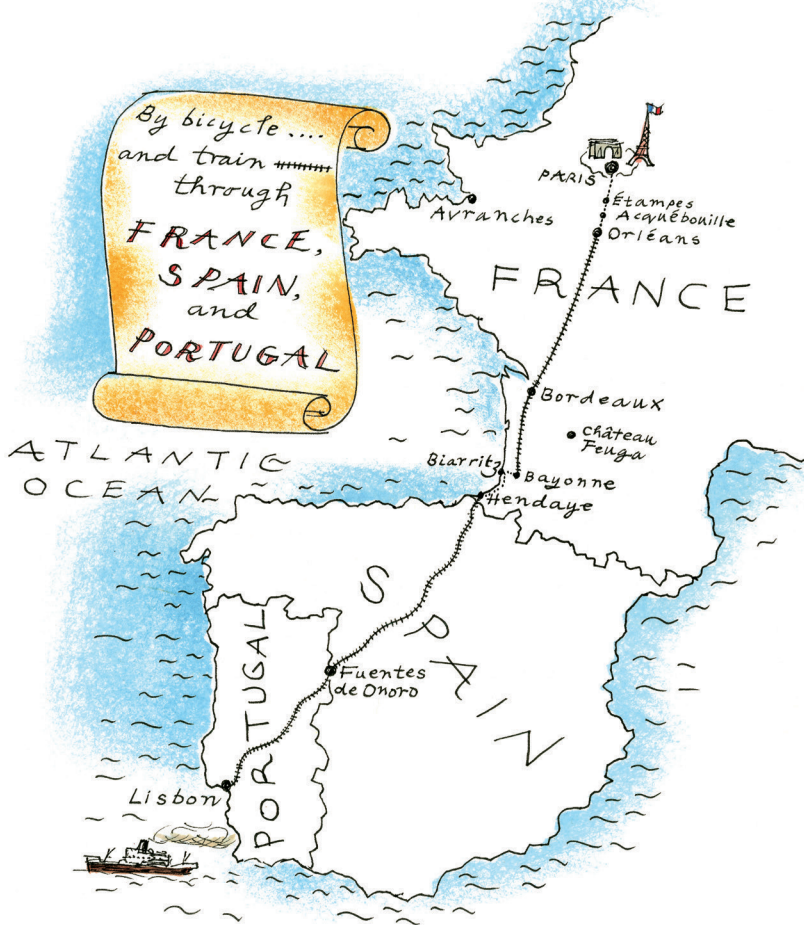 By bicycle ....
and train
through
FRANCE,
SPAIN,
and
PORTUGAL
PARIS
Étampes
Acquébouille
Orléans
Avranches
FRANCE
Bordeaux
Château
Feuga
Biarritz
Bayonne
Hendaye
ATLANTIC
OCEAN
SPAIN
PORTUGAL
Fuentes
de Onoro
Lisbon